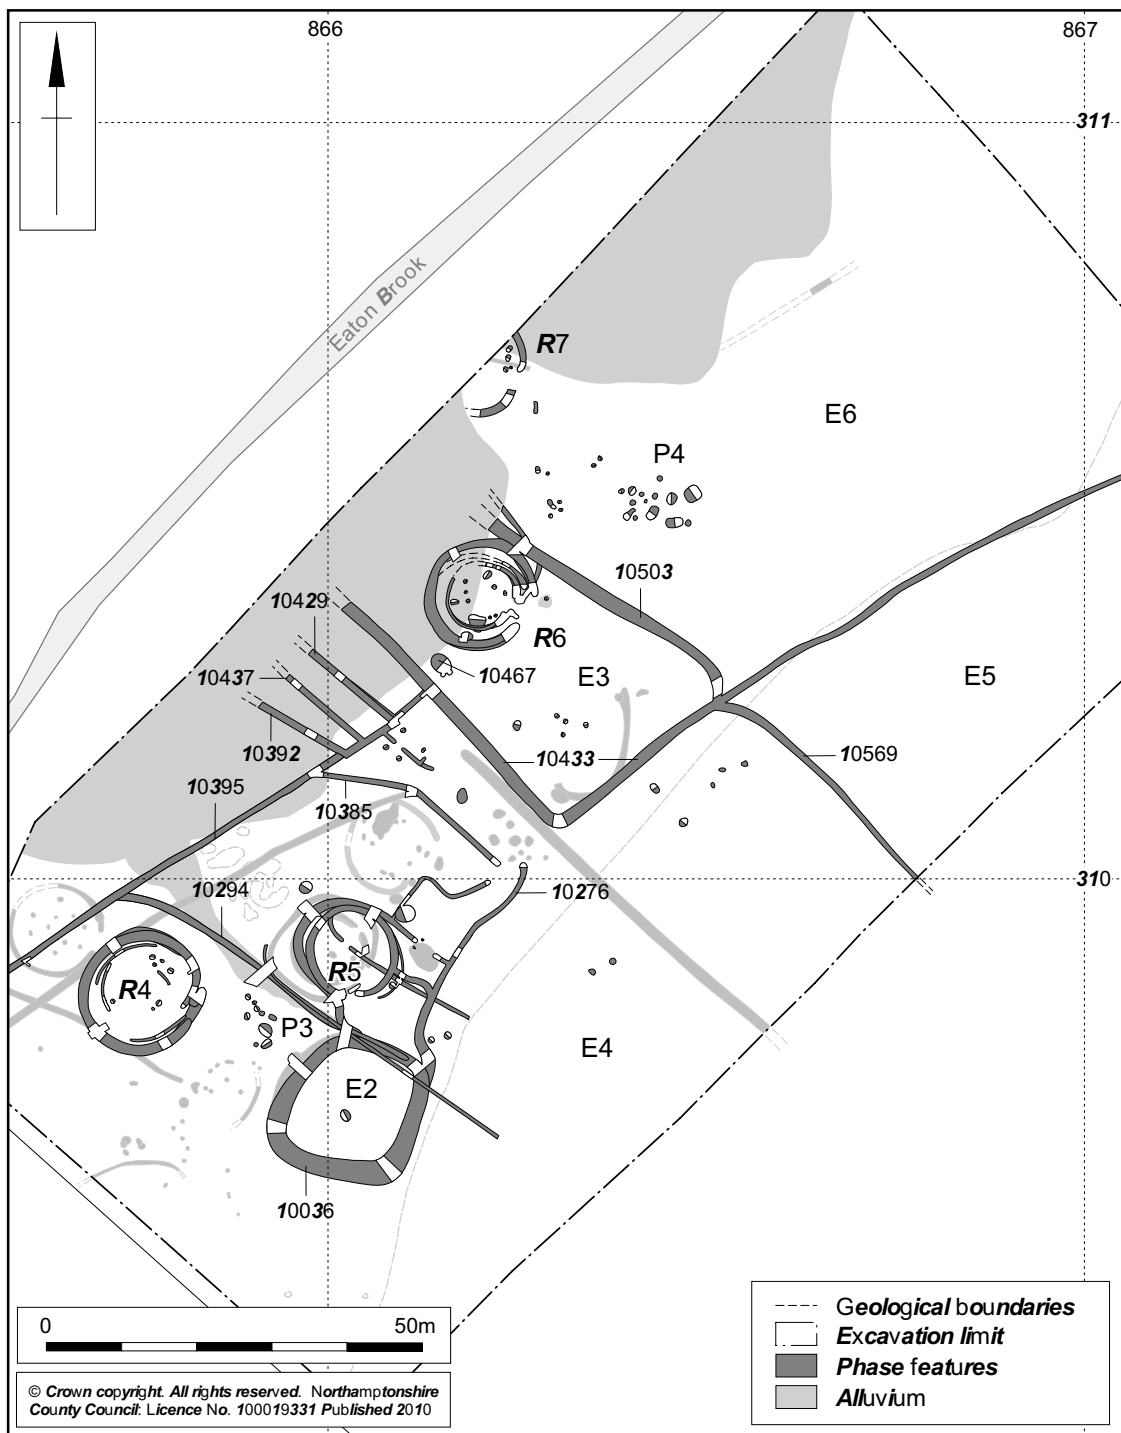 866
867
311
Eaton Brook
R7
E6
P4
10503
10429
R6
10437
10467
E3
E5
10392
10433
10569
10395
10385
10294
10276
310
R5
R4
P3
E4
E2
10036
0 50m
© Crown copyright. All rights reserved. Northamptonshire
County Council: Licence No. 100019331 Published 2010
Geological boundaries
Excavation limit
Phase features
Alluvium